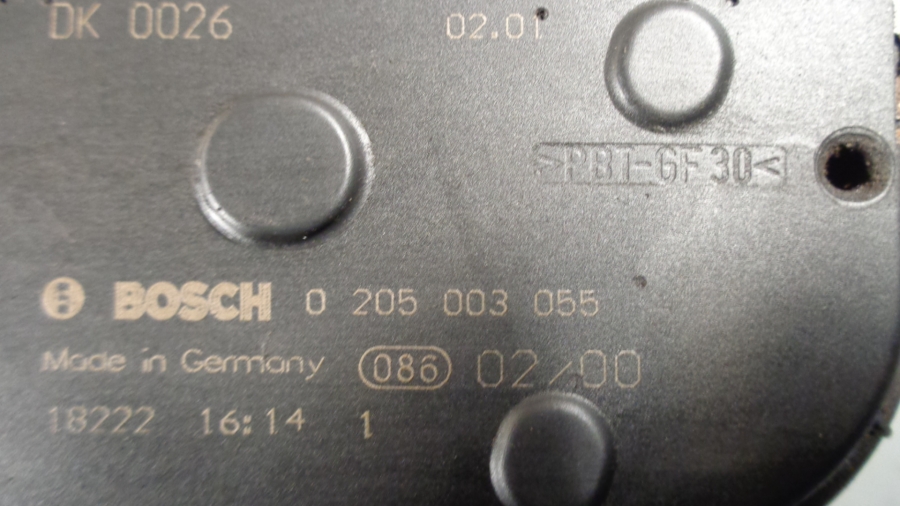 DK 0026 02.01
>PBT-GF30<
BOSCH 0 205 003 055
Made in Germany 086 02/00
18222 16:14 1